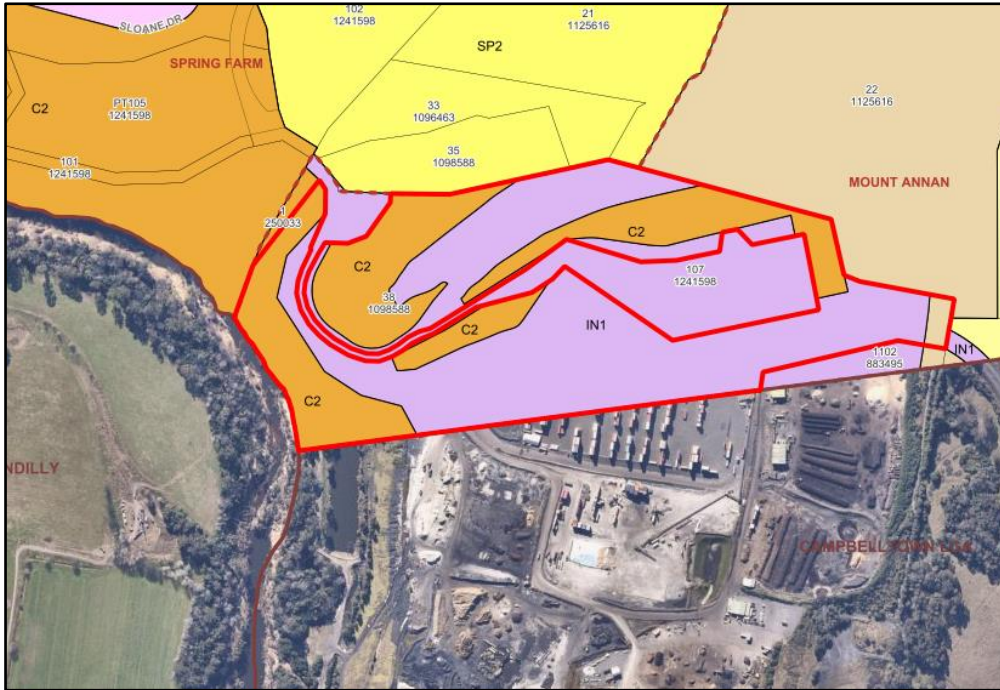 102
1241598
21
1125616
SLOANE DR
SP2
SPRING FARM
22
1125616
C2
PT105
1241598
33
1096463
35
1098588
101
1241598
MOUNT ANNAN
1
250033
C2
C2
107
1241598
38
1098588
C2
IN1
1102
883495
IN1
C2
NDILLY
CAMPBELLTOWN LGA